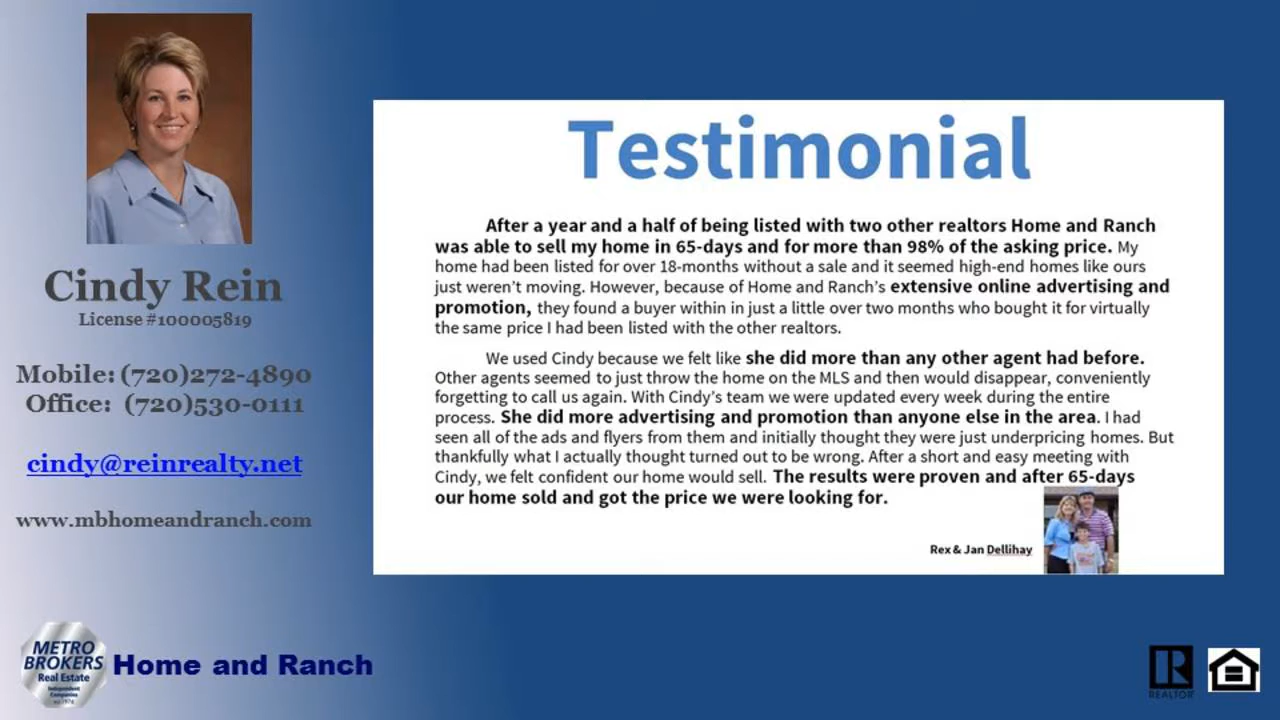 Cindy Rein
License #100005819
Mobile: (720)272-4890
Office: (720)530-0111
cindy@reinrealty.net
www.mbhomeandranch.com
METRO
BROKERS
Real Estate
Independent
Companies
Home and Ranch
Testimonial
After a year and a half of being listed with two other realtors Home and Ranch
was able to sell my home in 65-days and for more than 98% of the asking price. My
home had been listed for over 18-months without a sale and it seemed high-end homes like ours
just weren't moving. However, because of Home and Ranch's extensive online advertising and
promotion, they found a buyer within in just a little over two months who bought it for virtually
the same price I had been listed with the other realtors.
We used Cindy because we felt like she did more than any other agent had before.
Other agents seemed to just throw the home on the MLS and then would disappear, conveniently
forgetting to call us again. With Cindy's team we were updated every week during the entire
process. She did more advertising and promotion than anyone else in the area. I had
seen all of the ads and flyers from them and initially thought they were just underpricing homes. But
thankfully what I actually thought turned out to be wrong. After a short and easy meeting with
Cindy, we felt confident our home would sell. The results were proven and after 65-days
our home sold and got the price we were looking for.
Rex & Jan Dellihay
REALTOR